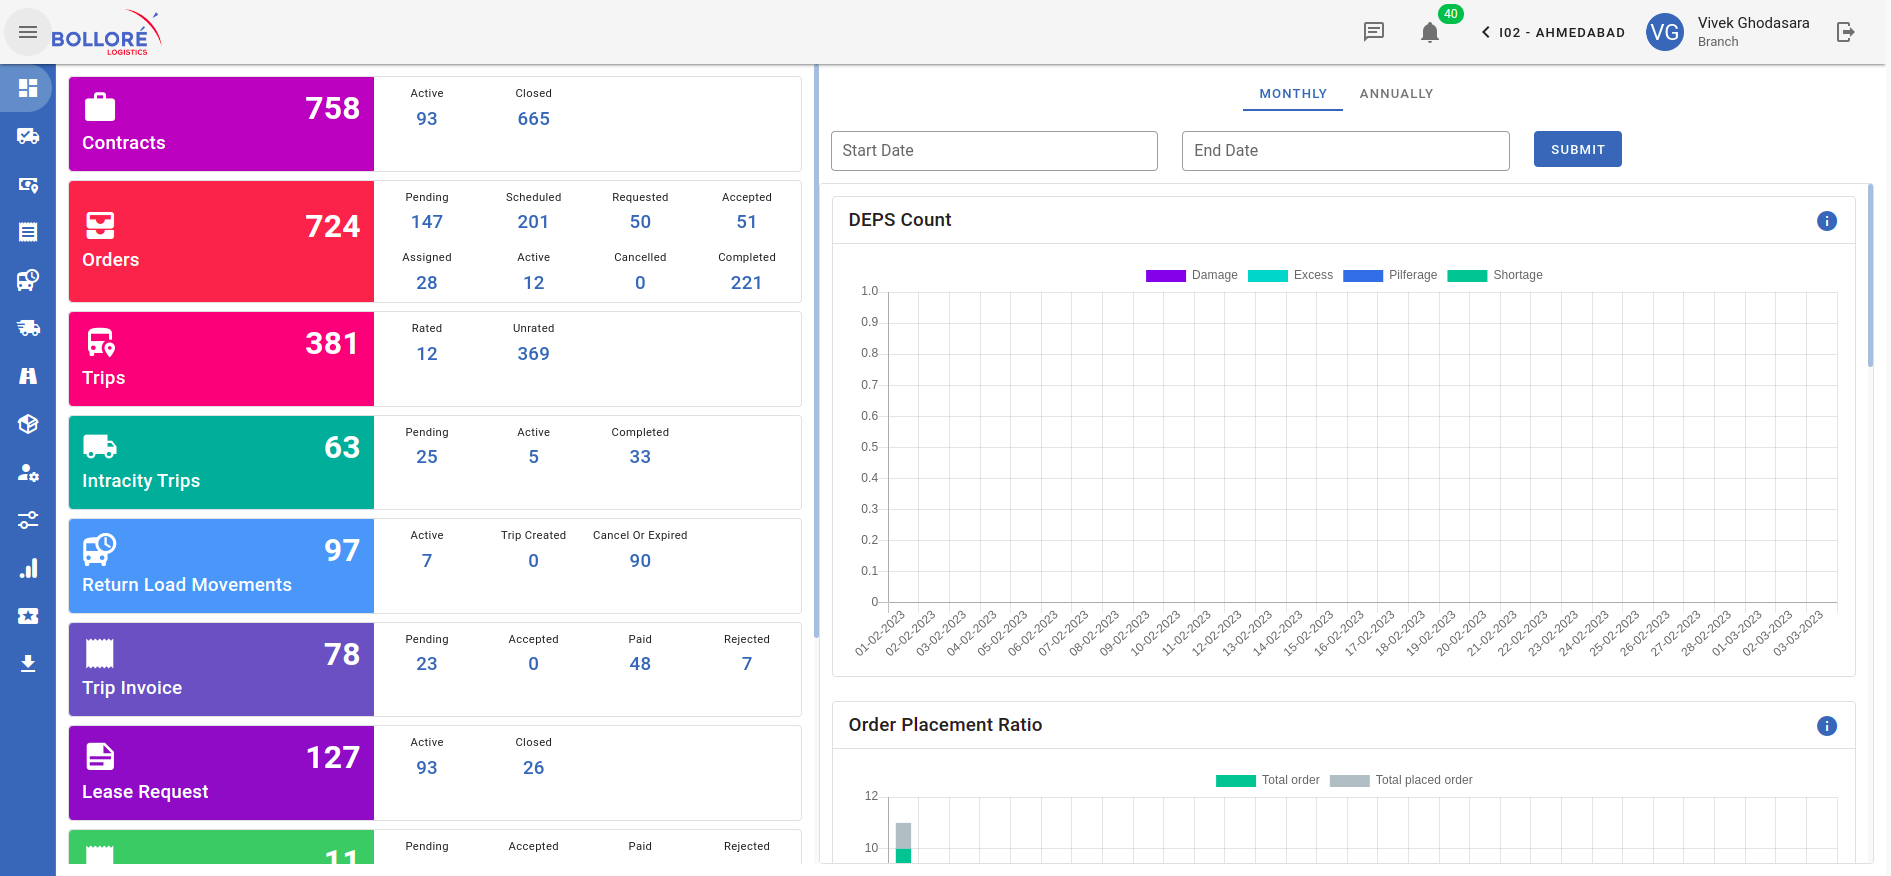 BOLLORÉ
LOGISTICS
40
I02 - AHMEDABAD
VG
Vivek Ghodasara
Branch
758
Contracts
Active
93
Closed
665
724
Orders
Pending Scheduled Requested Accepted
147 201 50 51
Assigned Active Cancelled Completed
28 12 0 221
381
Trips
Rated Unrated
12 369
63
Intracity Trips
Pending Active Completed
25 5 33
97
Return Load Movements
Active Trip Created Cancel Or Expired
7 0 90
78
Trip Invoice
Pending Accepted Paid Rejected
23 0 48 7
127
Lease Request
Active Closed
93 26
11
Pending Accepted Paid Rejected
MONTHLY ANNUALLY
Start Date End Date SUBMIT
DEPS Count
Damage Excess Pilferage Shortage
1.0
0.9
0.8
0.7
0.6
0.5
0.4
0.3
0.2
0.1
0
01-02-2023 02-02-2023 03-02-2023 04-02-2023 05-02-2023 06-02-2023 07-02-2023 08-02-2023 09-02-2023 10-02-2023 11-02-2023 12-02-2023 13-02-2023 14-02-2023 15-02-2023 16-02-2023 17-02-2023 18-02-2023 19-02-2023 20-02-2023 21-02-2023 22-02-2023 23-02-2023 24-02-2023 25-02-2023 26-02-2023 27-02-2023 28-02-2023 01-03-2023 02-03-2023 03-03-2023
Order Placement Ratio
Total order Total placed order
12
10